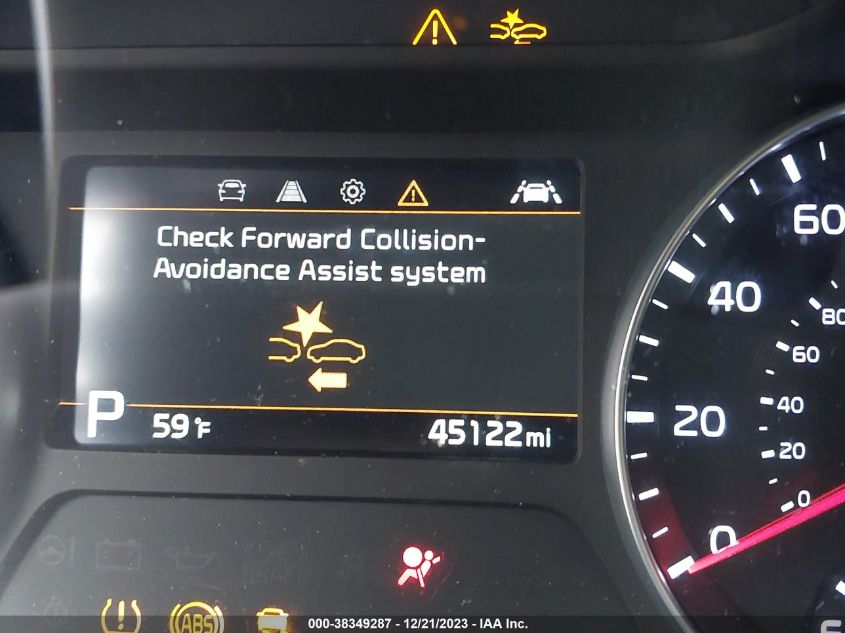 Check Forward Collision-
Avoidance Assist system
P 59°F 45122mi
60
40
20
0
80
60
40
20
0
ABS
000-38349287 - 12/21/2023 - IAA Inc.